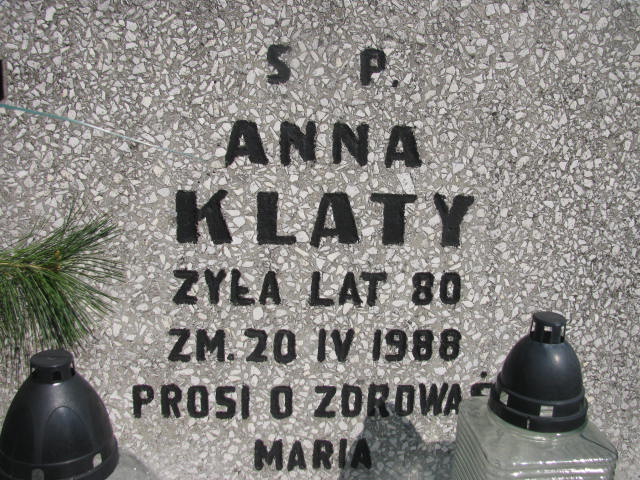 S P.
ANNA
KLATY
ZYŁA LAT 80
ZM. 20 IV 1988
PROSI O ZDROWAŚ
MARIA